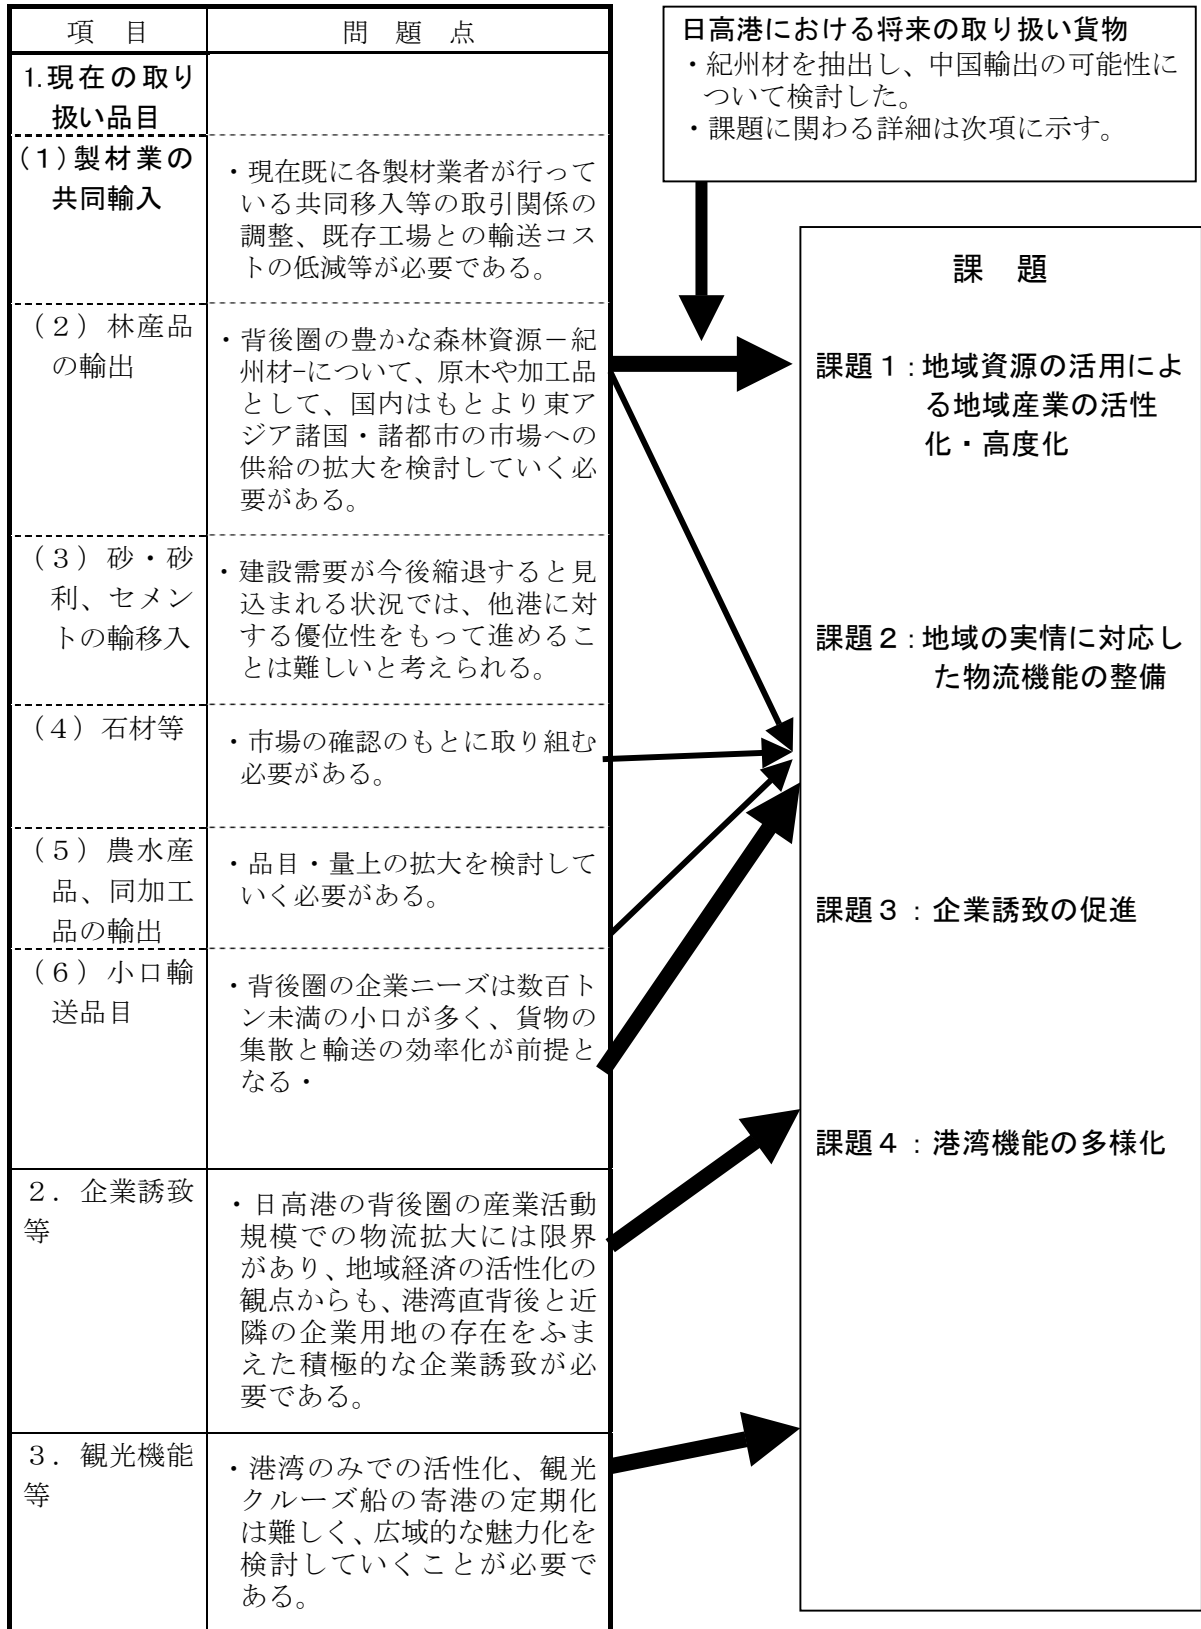 項　目
問　題　点
1.現在の取り
扱い品目
(１)製材業の
共同輸入
・現在既に各製材業者が行って
いる共同移入等の取引関係の
調整、既存工場との輸送コス
トの低減等が必要である。
（２）林産品
の輸出
・背後圏の豊かな森林資源－紀
州材-について、原木や加工品
として、国内はもとより東ア
ジア諸国・諸都市の市場への
供給の拡大を検討していく必
要がある。
（３）砂・砂
利、セメン
トの輸移入
・建設需要が今後縮退すると見
込まれる状況では、他港に対
する優位性をもって進めるこ
とは難しいと考えられる。
（４）石材等
・市場の確認のもとに取り組む
必要がある。
（５）農水産
品、同加工
品の輸出
・品目・量上の拡大を検討して
いく必要がある。
（６）小口輸
送品目
・背後圏の企業ニーズは数百ト
ン未満の小口が多く、貨物の
集散と輸送の効率化が前提と
なる・
２．企業誘致
等
・日高港の背後圏の産業活動
規模での物流拡大には限界
があり、地域経済の活性化の
観点からも、港湾直背後と近
隣の企業用地の存在をふま
えた積極的な企業誘致が必
要である。
３．観光機能
等
・港湾のみでの活性化、観光
クルーズ船の寄港の定期化
は難しく、広域的な魅力化を
検討していくことが必要で
ある。
日高港における将来の取り扱い貨物
・紀州材を抽出し、中国輸出の可能性に
ついて検討した。
・課題に関わる詳細は次項に示す。
課　題
課題１：地域資源の活用によ
る地域産業の活性
化・高度化
課題２：地域の実情に対応し
た物流機能の整備
課題３：企業誘致の促進
課題４：港湾機能の多様化